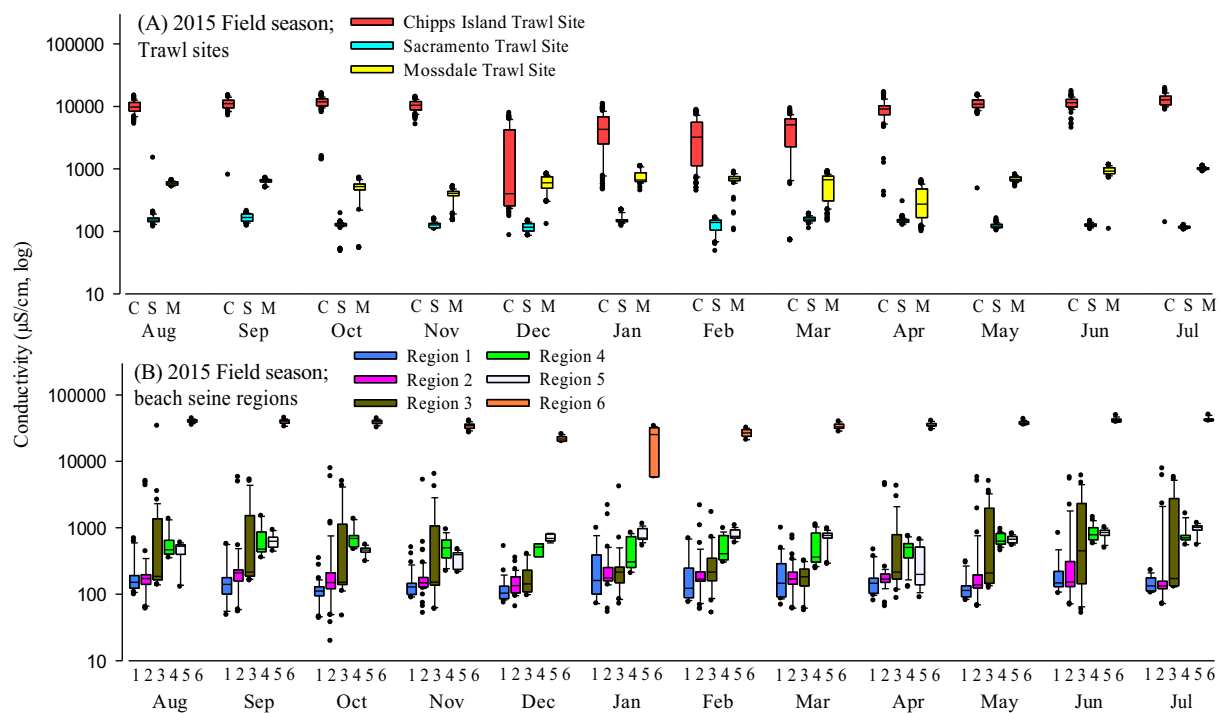 (A) 2015 Field season;
Trawl sites
Chipps Island Trawl Site
Sacramento Trawl Site
Mossdale Trawl Site
100000
10000
1000
100
10
C S M C S M C S M C S M C S M C S M C S M C S M C S M C S M C S M C S M
Aug Sep Oct Nov Dec Jan Feb Mar Apr May Jun Jul
Conductivity (µS/cm, log)
(B) 2015 Field season;
beach seine regions
Region 1 Region 4
Region 2 Region 5
Region 3 Region 6
100000
10000
1000
100
10
1 2 3 4 5 6 1 2 3 4 5 6 1 2 3 4 5 6 1 2 3 4 5 6 1 2 3 4 5 6 1 2 3 4 5 6 1 2 3 4 5 6 1 2 3 4 5 6 1 2 3 4 5 6 1 2 3 4 5 6 1 2 3 4 5 6 1 2 3 4 5 6
Aug Sep Oct Nov Dec Jan Feb Mar Apr May Jun Jul